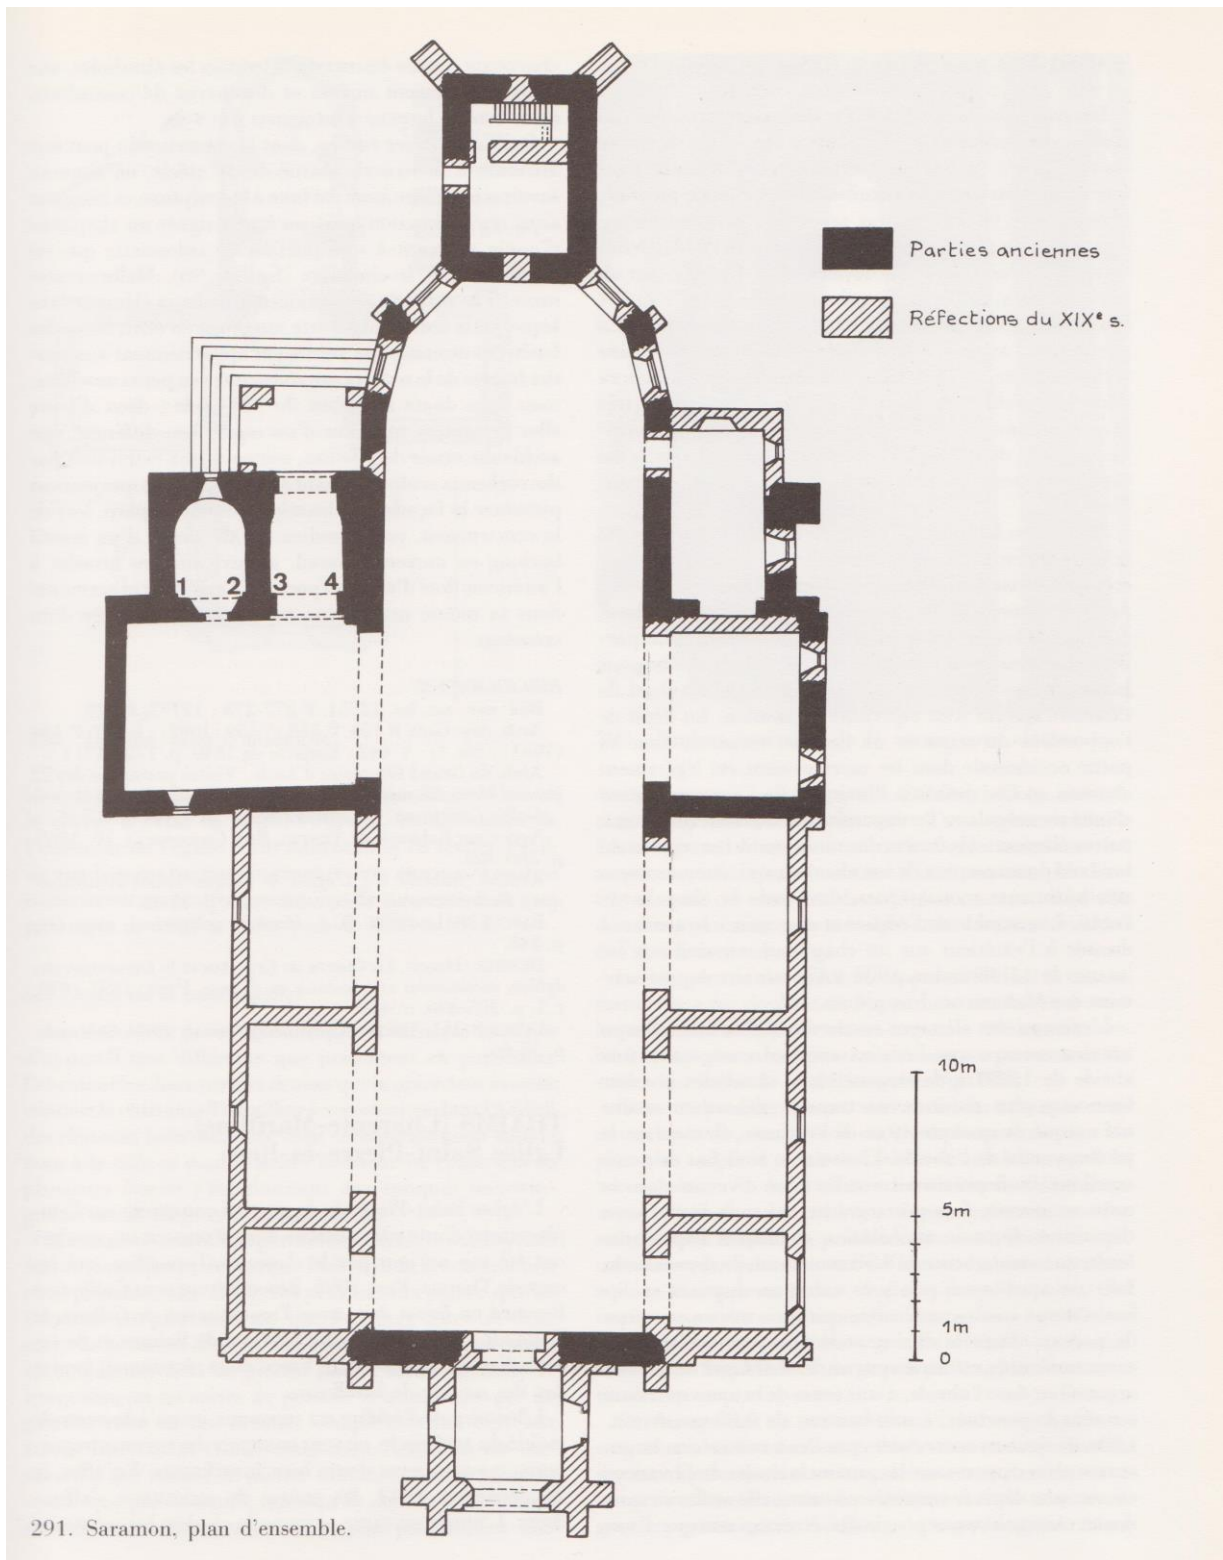 Parties anciennes
Réfections du XIXᵉ s.
1 2 3 4
10m
5m
1m
0
291. Saramon, plan d'ensemble.